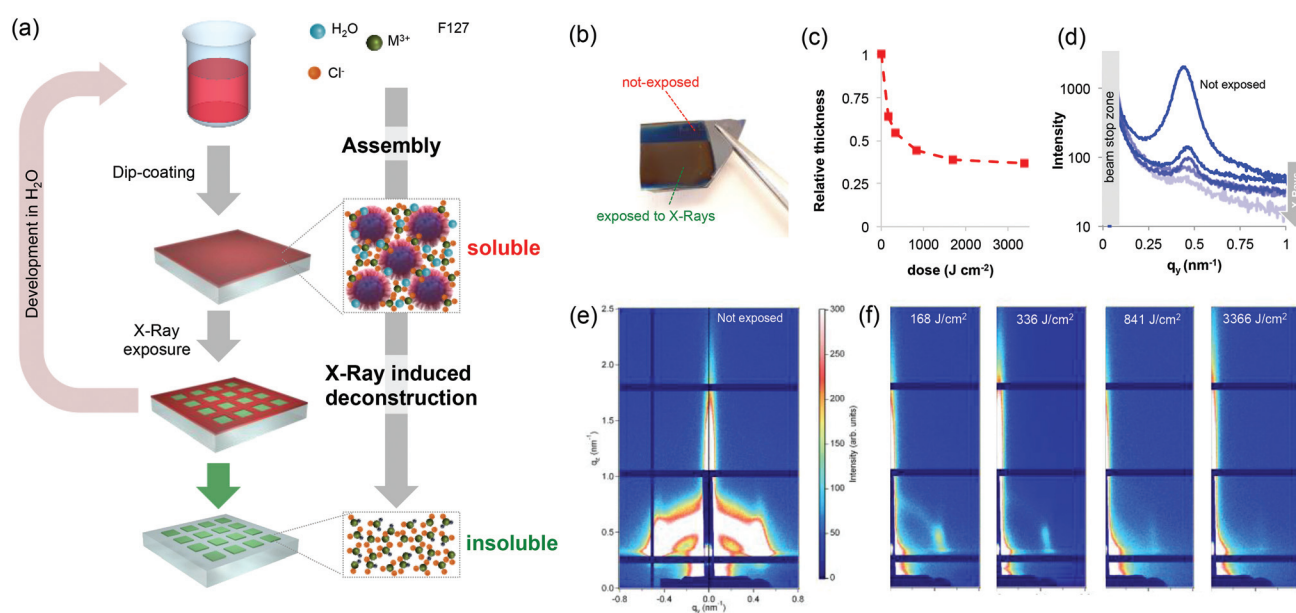 (a)
H₂O
M³⁺
F127
Cl⁻
Development in H₂O
Dip-coating
Assembly
soluble
X-Ray
exposure
X-Ray induced
deconstruction
insoluble
(b)
not-exposed
exposed to X-Rays
(c)
Relative thickness
1
0.75
0.5
0.25
0
0 1000 2000 3000
dose (J cm⁻²)
(d)
Intensity
1000
100
10
beam stop zone
Not exposed
X-Rays
0 0.25 0.5 0.75 1
q_y (nm⁻¹)
(e)
Not exposed
q_z (nm⁻¹)
2.5
2.0
1.5
1.0
0.5
0.0
-0.8 -0.4 0.0 0.4 0.8
q_y (nm⁻¹)
300
250
200
150
100
50
0
Intensity (arb. units)
(f)
168 J/cm²
336 J/cm²
841 J/cm²
3366 J/cm²